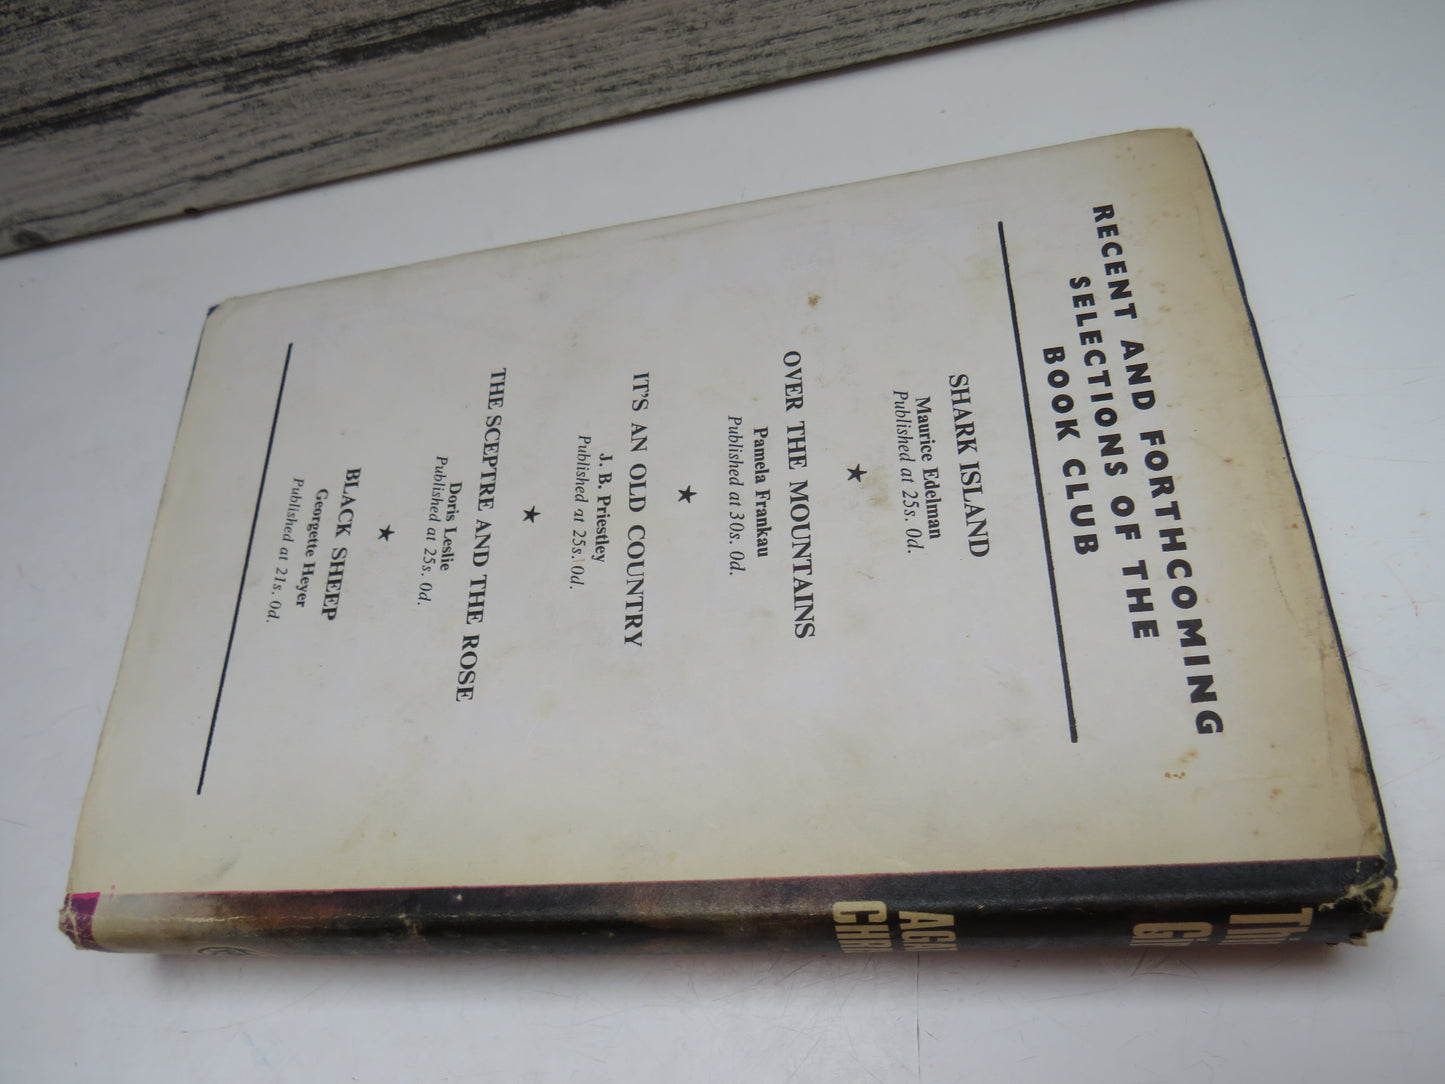 RECENT AND FORTHCOMING
SELECTIONS OF THE
BOOK CLUB
SHARK ISLAND
Maurice Edelman
Published at 25s. 0d.
★
OVER THE MOUNTAINS
Pamela Frankau
Published at 30s. 0d.
★
IT'S AN OLD COUNTRY
J. B. Priestley
Published at 25s. 0d.
★
THE SCEPTRE AND THE ROSE
Doris Leslie
Published at 25s. 0d.
★
BLACK SHEEP
Georgette Heyer
Published at 21s. 0d.